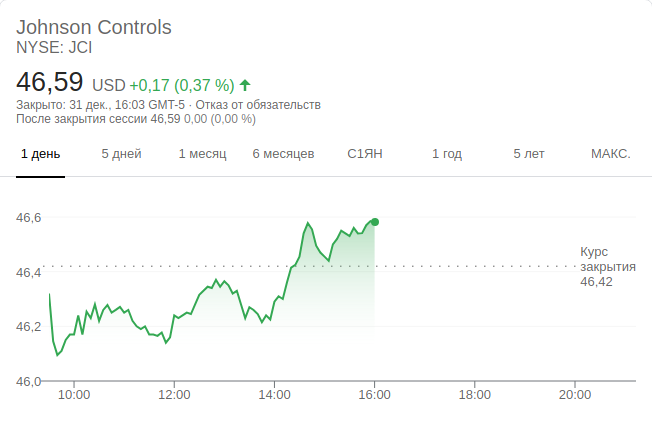 Johnson Controls
NYSE: JCI
46,59 USD +0,17 (0,37 %) ↑
Закрыто: 31 дек., 16:03 GMT-5 · Отказ от обязательств
После закрытия сессии 46,59 0,00 (0,00 %)
1 день 5 дней 1 месяц 6 месяцев С1ЯН 1 год 5 лет МАКС.
46,6
46,4
46,2
46,0
Курс
закрытия
46,42
10:00 12:00 14:00 16:00 18:00 20:00